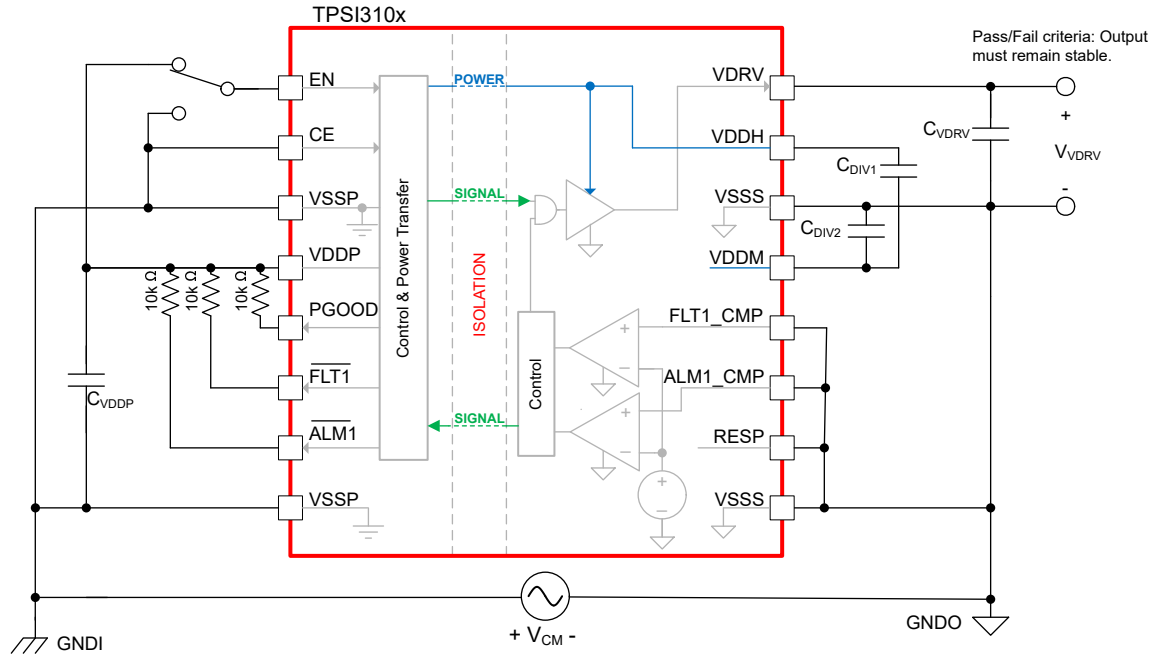 TPSI310x
Pass/Fail criteria: Output
must remain stable.
EN
POWER
VDRV
+
CVDRV
VVDRV
-
CE
VDDH
CDIV1
SIGNAL
VSSP
VSSS
CDIV2
Control & Power Transfer
ISOLATION
VDDP
VDDM
10k Ω
10k Ω
10k Ω
PGOOD
FLT1_CMP
+
−
FLT1
Control
ALM1_CMP
CVDDP
+
−
SIGNAL
ALM1
RESP
+
−
VSSP
VSSS
+ VCM -
GNDI
GNDO